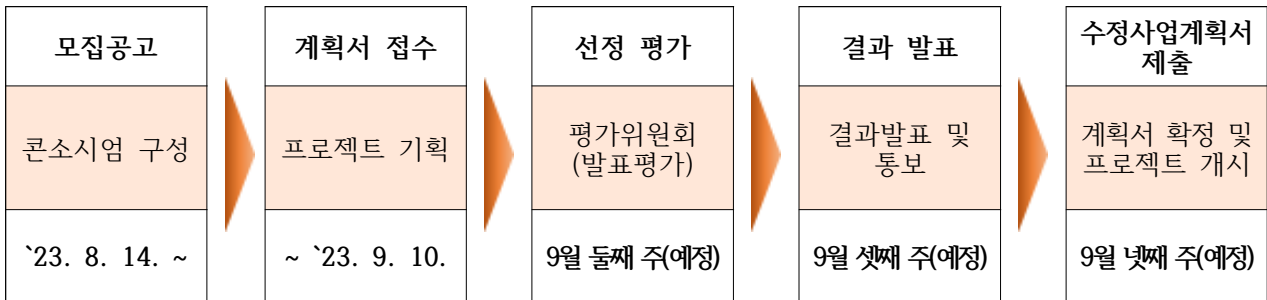 모집공고
콘소시엄 구성
`23. 8. 14. ~
계획서 접수
프로젝트 기획
~ `23. 9. 10.
선정 평가
평가위원회
(발표평가)
9월 둘째 주(예정)
결과 발표
결과발표 및
통보
9월 셋째 주(예정)
수정사업계획서
제출
계획서 확정 및
프로젝트 개시
9월 넷째 주(예정)